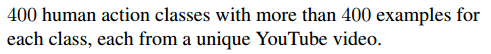 400 human action classes with more than 400 examples for
each class, each from a unique YouTube video.